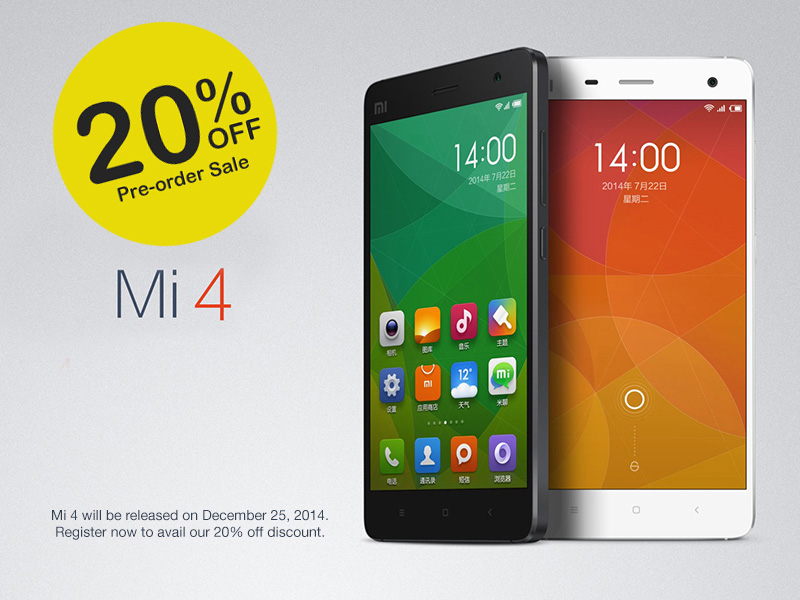 20% OFF
Pre-order Sale
Mi 4
Mi 4 will be released on December 25, 2014.
Register now to avail our 20% off discount.
MI
14:00
2014年 7月22日
星期二
相机 图库 音乐 主题
12°
mi
MI
设置 应用商店 天气 米聊
电话 通讯录 短信 浏览器
14:00
2014年 7月22日
星期二